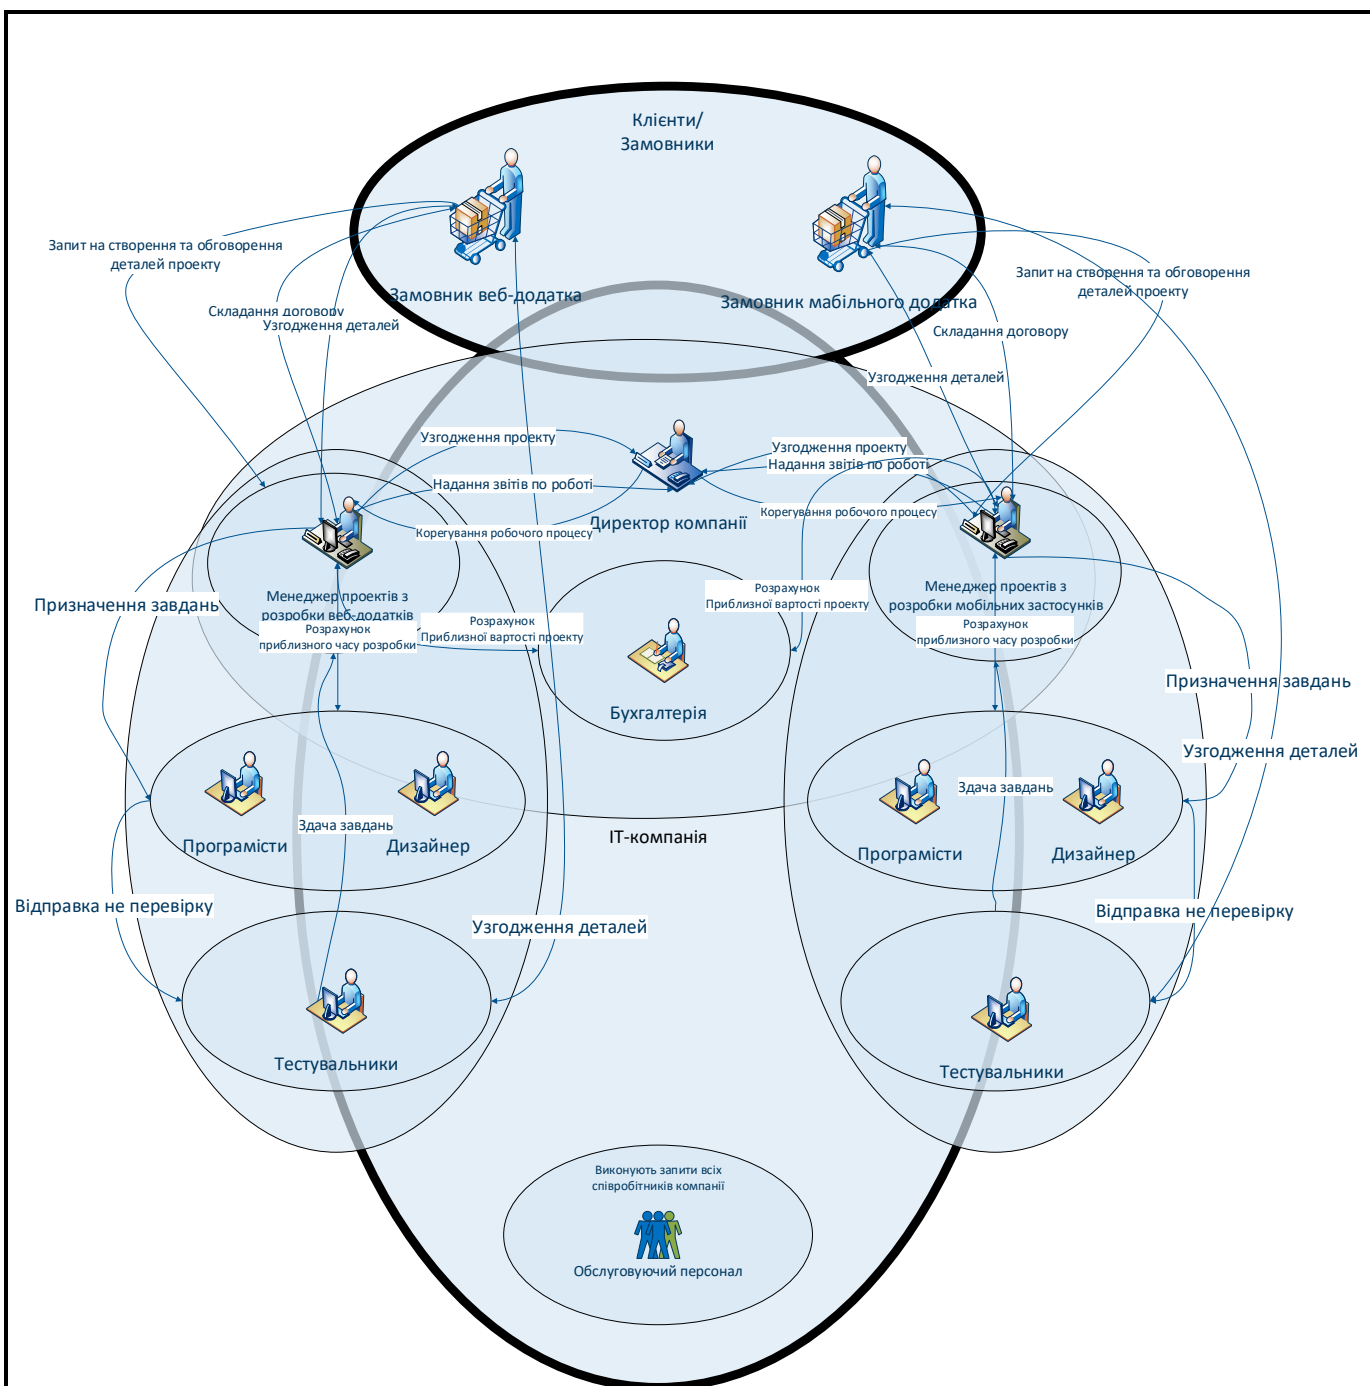 Клієнти/
Замовники
Замовник веб-додатка
Замовник мабільного додатка
Запит на створення та обговорення
деталей проекту
Складання договору
Узгодження деталей
Запит на створення та обговорення
деталей проекту
Складання договору
Узгодження деталей
Узгодження проекту
Надання звітів по роботі
Корегування робочого процесу
Директор компанії
Узгодження проекту
Надання звітів по роботі
Корегування робочого процесу
Менеджер проектів з
розробки веб-додатків
Розрахунок
приблизного часу розробки
Розрахунок
Приблизної вартості проекту
Розрахунок
Приблизної вартості проекту
Менеджер проектів з
розробки мобільних застосунків
Розрахунок
приблизного часу розробки
Призначення завдань
Бухгалтерія
Призначення завдань
Узгодження деталей
Здача завдань
Програмісти
Дизайнер
ІТ-компанія
Здача завдань
Програмісти
Дизайнер
Відправка не перевірку
Узгодження деталей
Відправка не перевірку
Тестувальники
Тестувальники
Виконують запити всіх
співробітників компанії
Обслуговуючий персонал